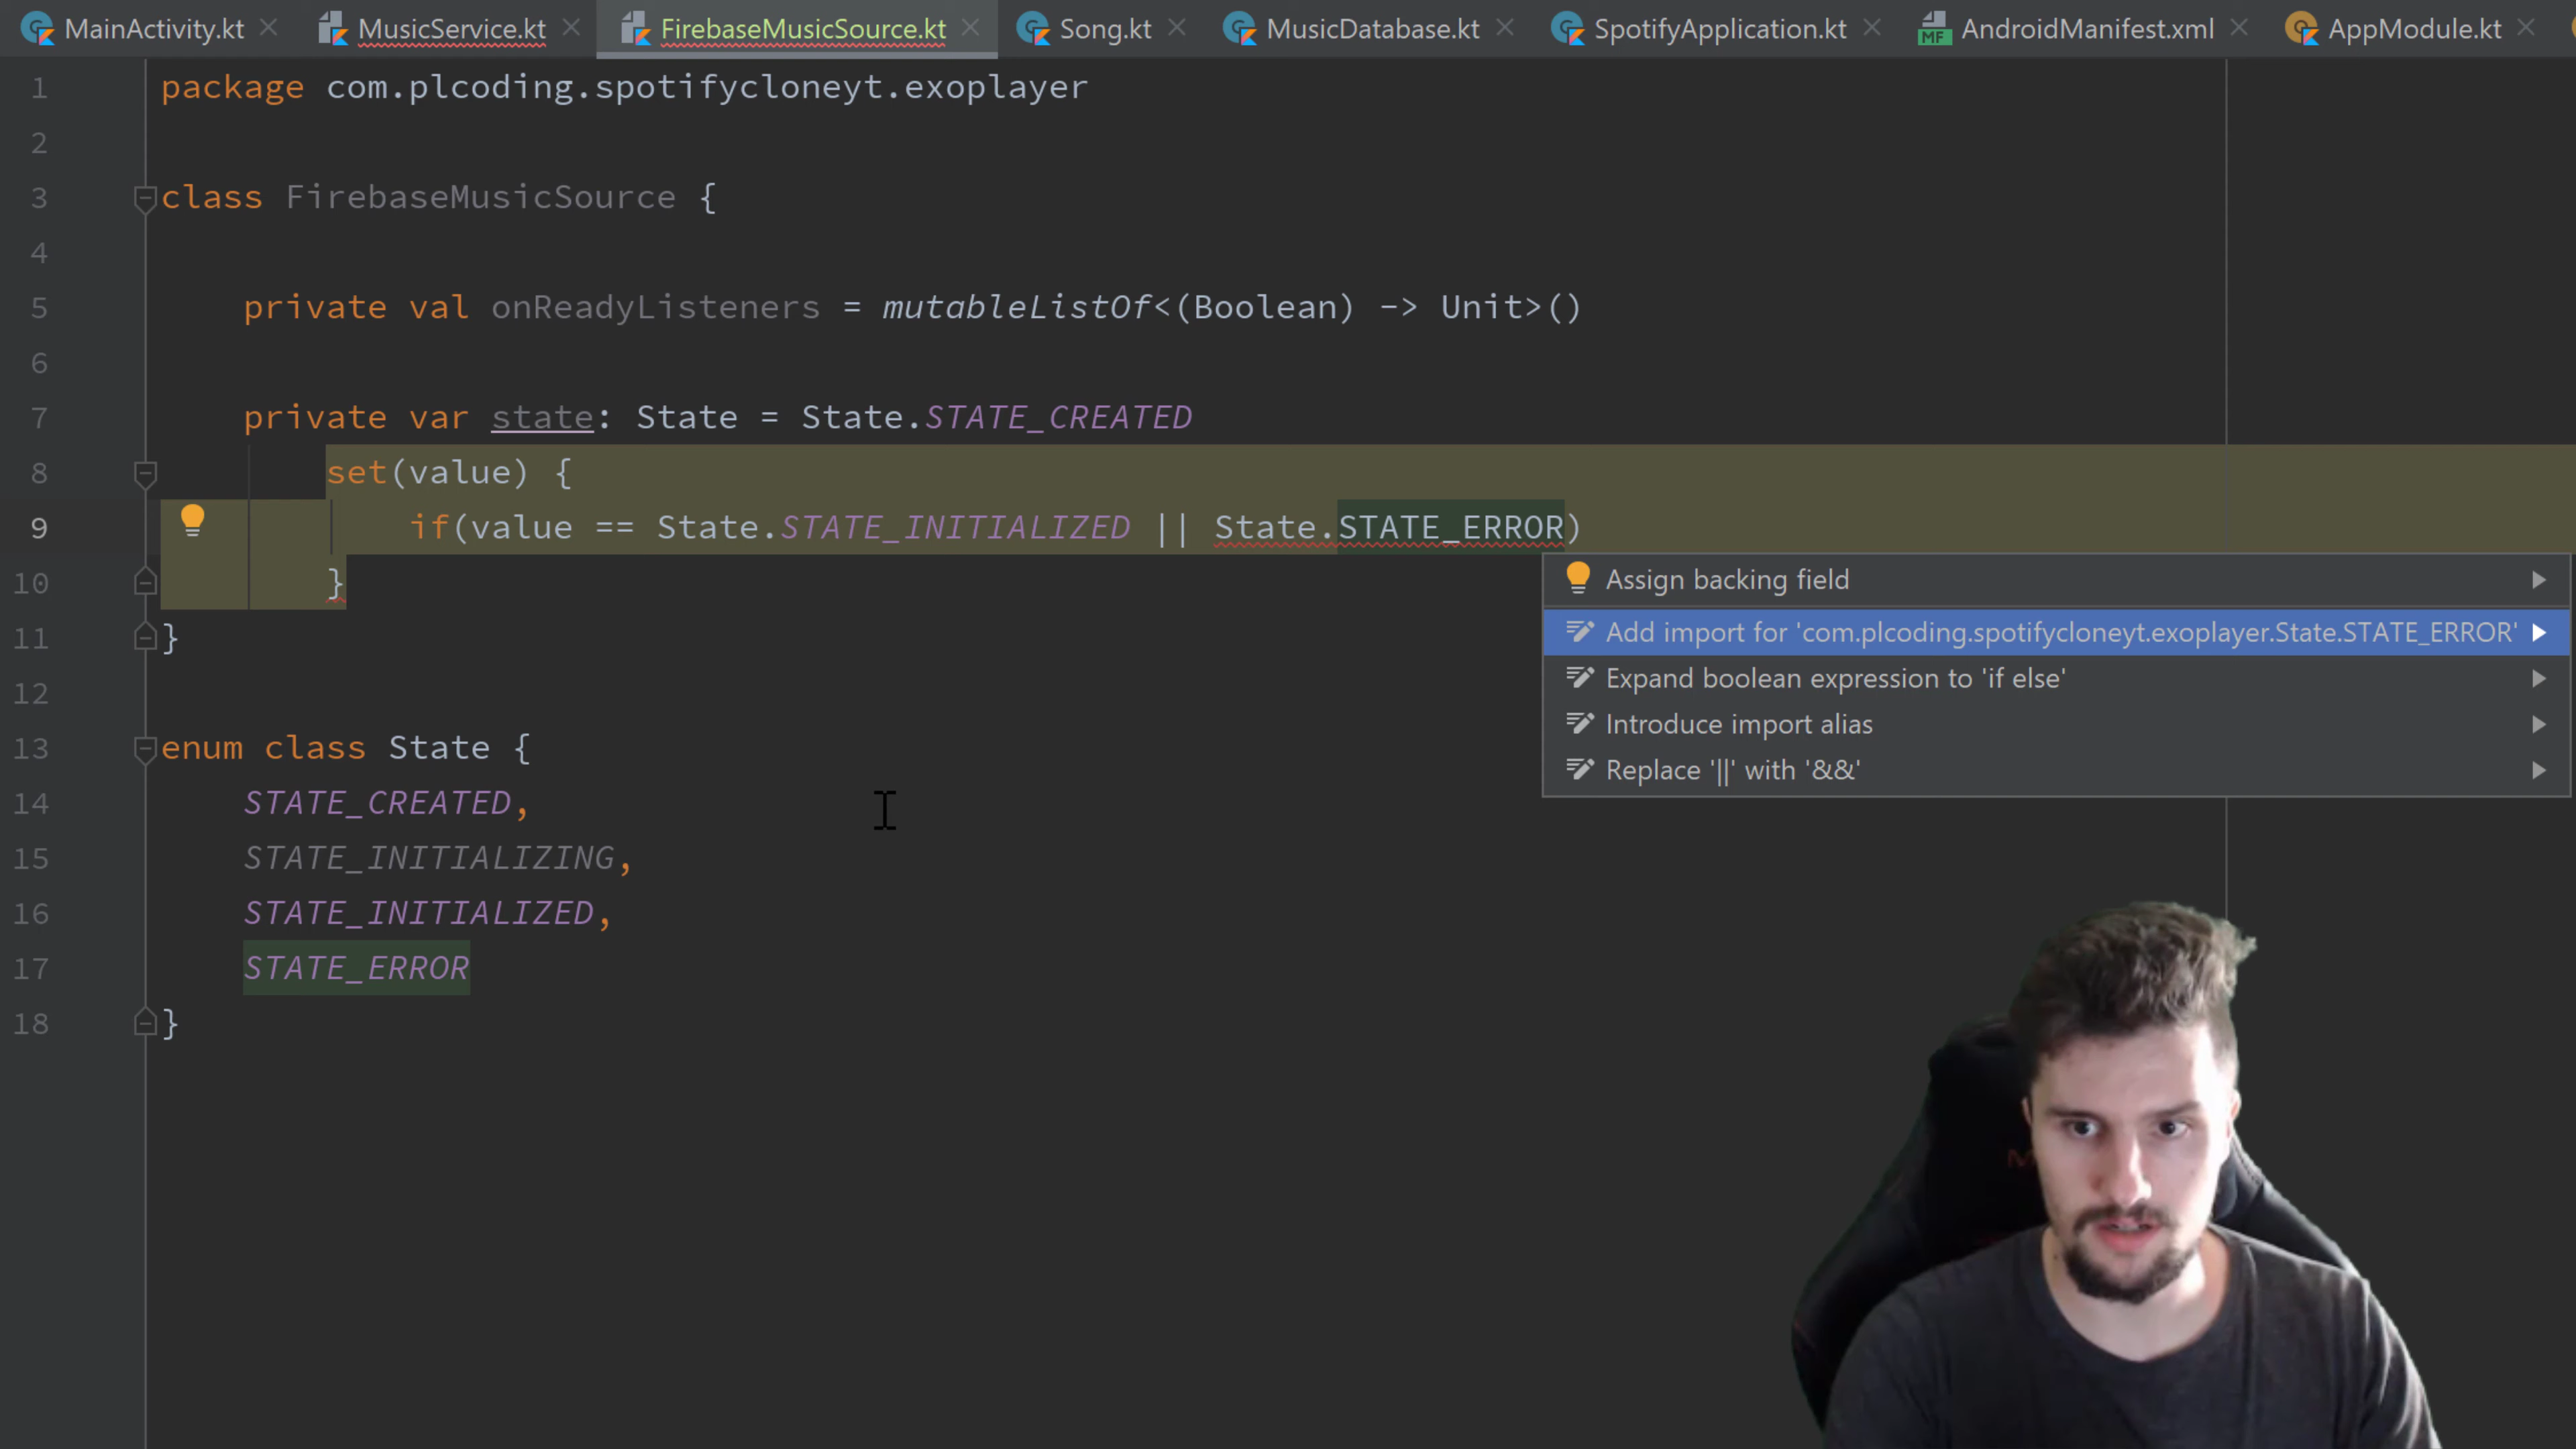 MainActivity.kt MusicService.kt FirebaseMusicSource.kt Song.kt MusicDatabase.kt SpotifyApplication.kt MF AndroidManifest.xml AppModule.kt
1 package com.plcoding.spotifycloneyt.exoplayer
2
3 class FirebaseMusicSource {
4
5 private val onReadyListeners = mutableListOf<(Boolean) -> Unit>()
6
7 private var state: State = State.STATE_CREATED
8 set(value) {
9 if(value == State.STATE_INITIALIZED || State.STATE_ERROR)
10 }
Assign backing field
11 }
Add import for 'com.plcoding.spotifycloneyt.exoplayer.State.STATE_ERROR'
Expand boolean expression to 'if else'
12
Introduce import alias
13 enum class State {
Replace '||' with '&&'
14 STATE_CREATED,
15 STATE_INITIALIZING,
16 STATE_INITIALIZED,
17 STATE_ERROR
18 }